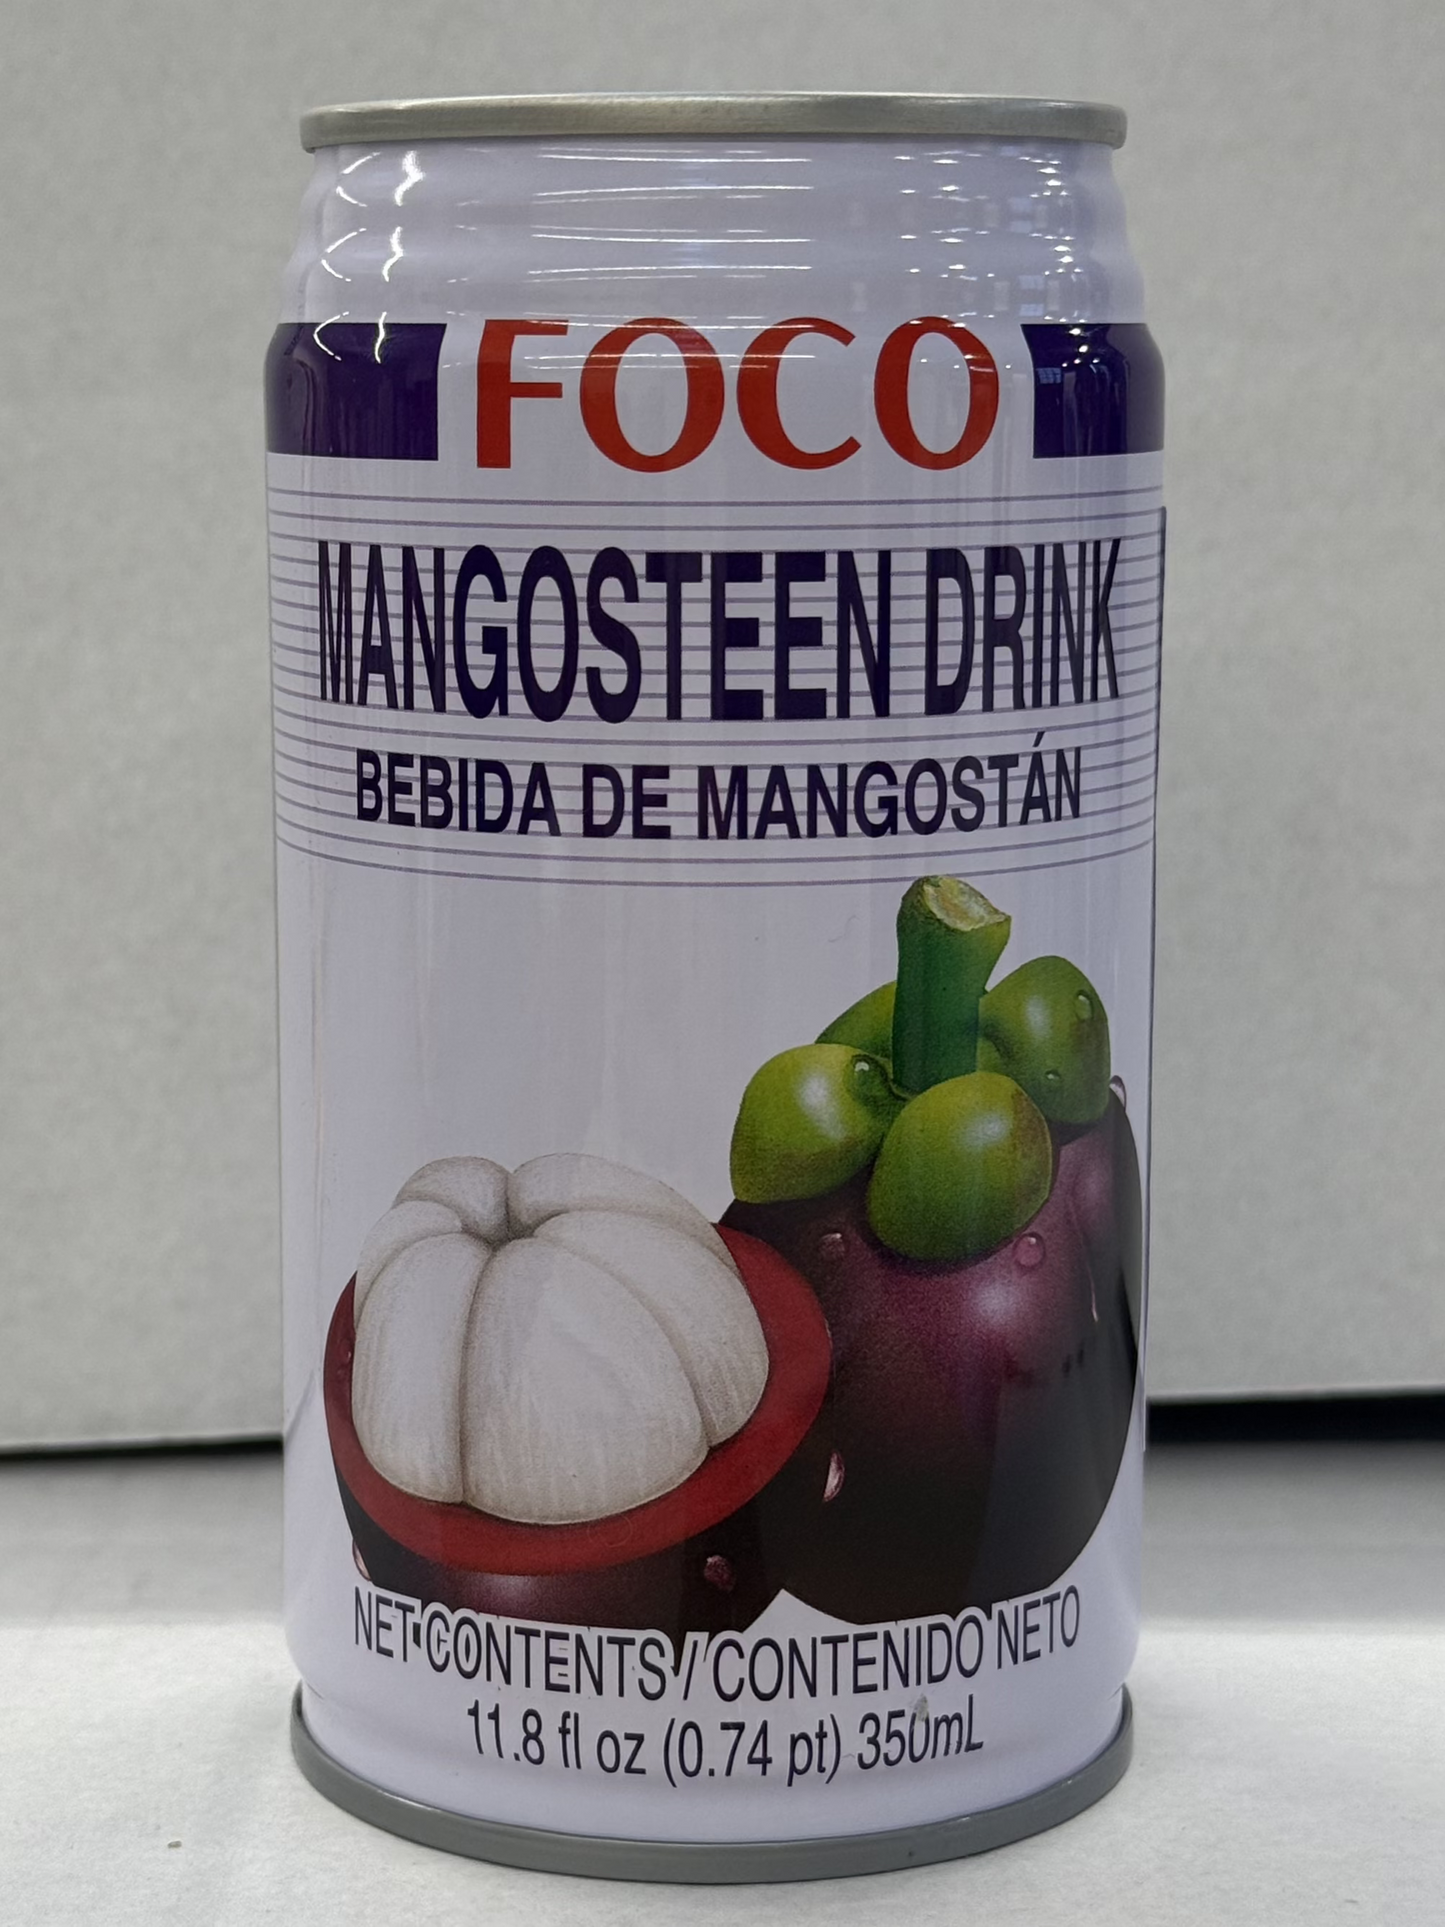 FOCO
MANGOSTEEN DRINK
BEBIDA DE MANGOSTÁN
NET CONTENTS / CONTENIDO NETO
11.8 fl oz (0.74 pt) 350mL